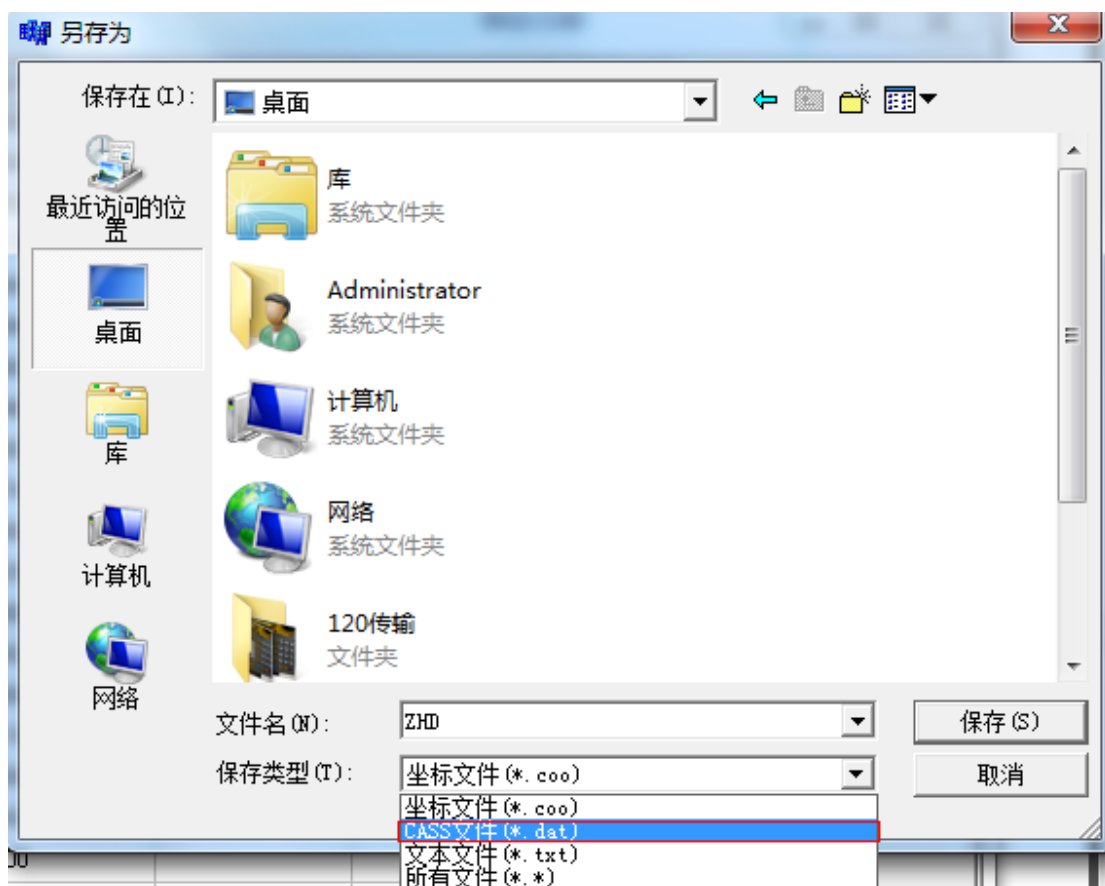 另存为
保存在(I):
桌面
最近访问的位
置
桌面
库
计算机
网络
库
系统文件夹
Administrator
系统文件夹
计算机
系统文件夹
网络
系统文件夹
120传输
文件夹
文件名(N):
ZHD
保存(S)
保存类型(T):
坐标文件(*.coo)
取消
坐标文件(*.coo)
CASS文件(*.dat)
文本文件(*.txt)
所有文件(*.*)